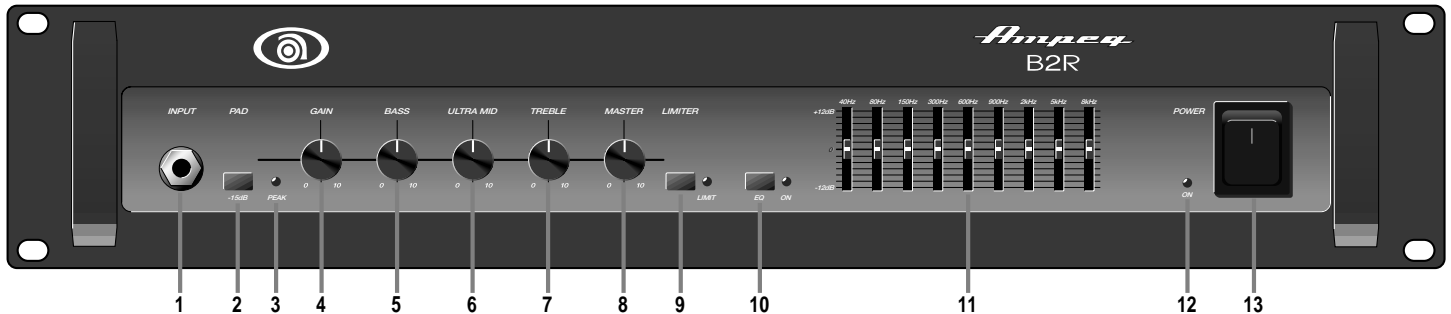 Ampeg
B2R
INPUT PAD GAIN BASS ULTRA MID TREBLE MASTER LIMITER
40Hz 80Hz 150Hz 300Hz 600Hz 900Hz 2kHz 5kHz 8kHz
+12dB
0
-12dB
POWER
0 10 0 10 0 10 0 10 0 10
-15dB PEAK LIMIT EQ ON
ON
1 2 3 4 5 6 7 8 9 10 11 12 13